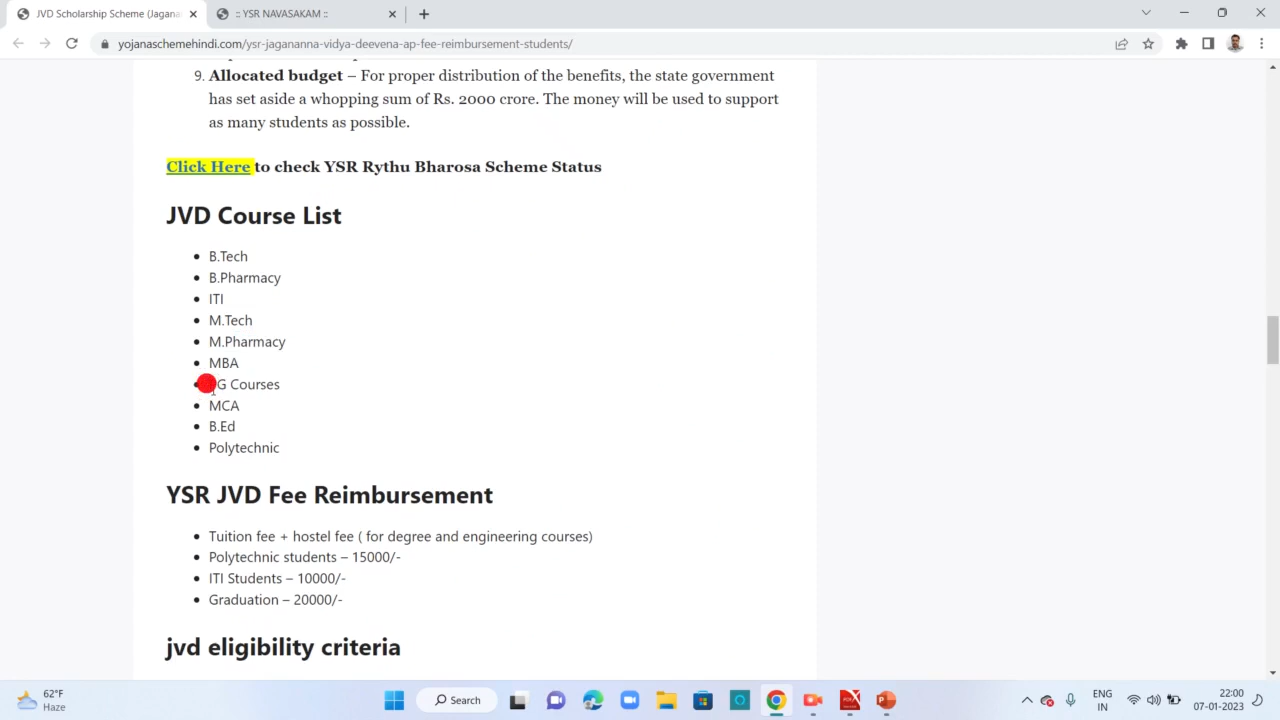 JVD Scholarship Scheme (Jagana
:: YSR NAVASAKAM ::
yojanaschemehindi.com/ysr-jagananna-vidya-deevena-ap-fee-reimbursement-students/
9. Allocated budget – For proper distribution of the benefits, the state government
has set aside a whopping sum of Rs. 2000 crore. The money will be used to support
as many students as possible.
Click Here to check YSR Rythu Bharosa Scheme Status
JVD Course List
• B.Tech
• B.Pharmacy
• ITI
• M.Tech
• M.Pharmacy
• MBA
• G Courses
• MCA
• B.Ed
• Polytechnic
YSR JVD Fee Reimbursement
• Tuition fee + hostel fee ( for degree and engineering courses)
• Polytechnic students – 15000/-
• ITI Students – 10000/-
• Graduation – 20000/-
jvd eligibility criteria
62°F
Haze
Search
ENG
IN
22:00
07-01-2023